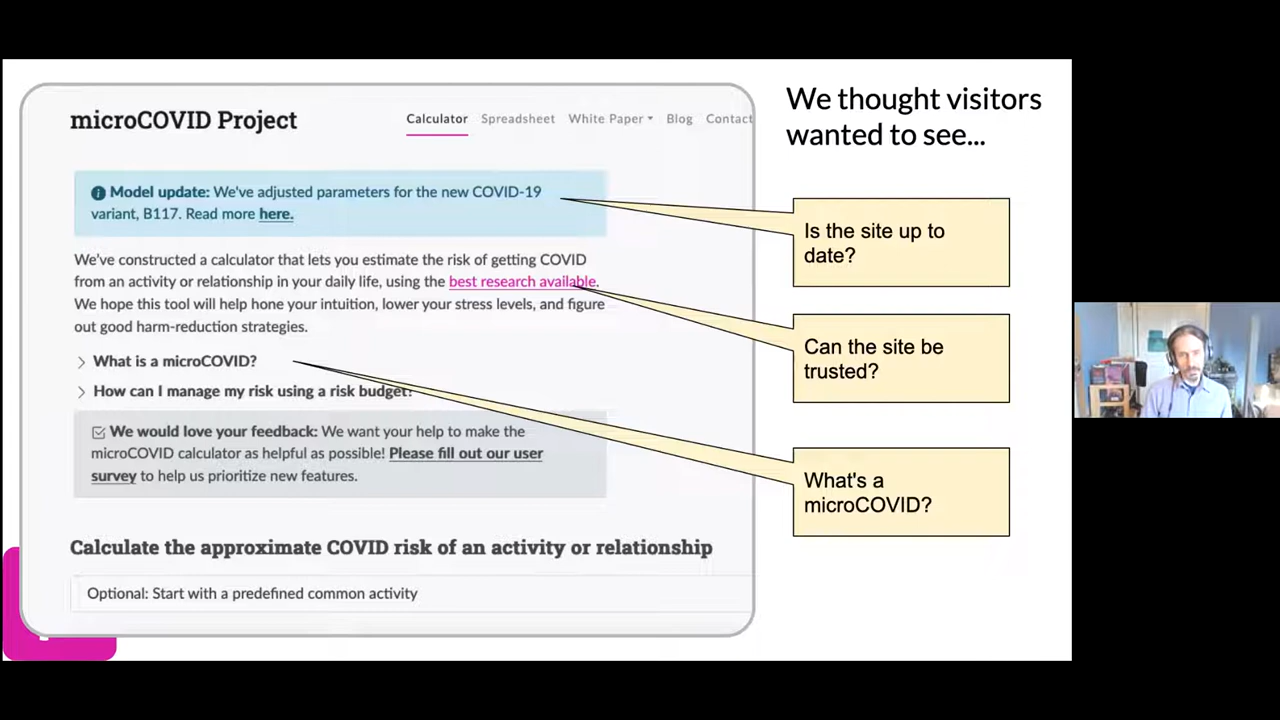 microCOVID Project
Calculator Spreadsheet White Paper Blog Contact
Model update: We've adjusted parameters for the new COVID-19
variant, B117. Read more here.
We've constructed a calculator that lets you estimate the risk of getting COVID
from an activity or relationship in your daily life, using the best research available.
We hope this tool will help hone your intuition, lower your stress levels, and figure
out good harm-reduction strategies.
What is a microCOVID?
How can I manage my risk using a risk budget?
We would love your feedback: We want your help to make the
microCOVID calculator as helpful as possible! Please fill out our user
survey to help us prioritize new features.
Calculate the approximate COVID risk of an activity or relationship
Optional: Start with a predefined common activity
We thought visitors
wanted to see...
Is the site up to
date?
Can the site be
trusted?
What's a
microCOVID?